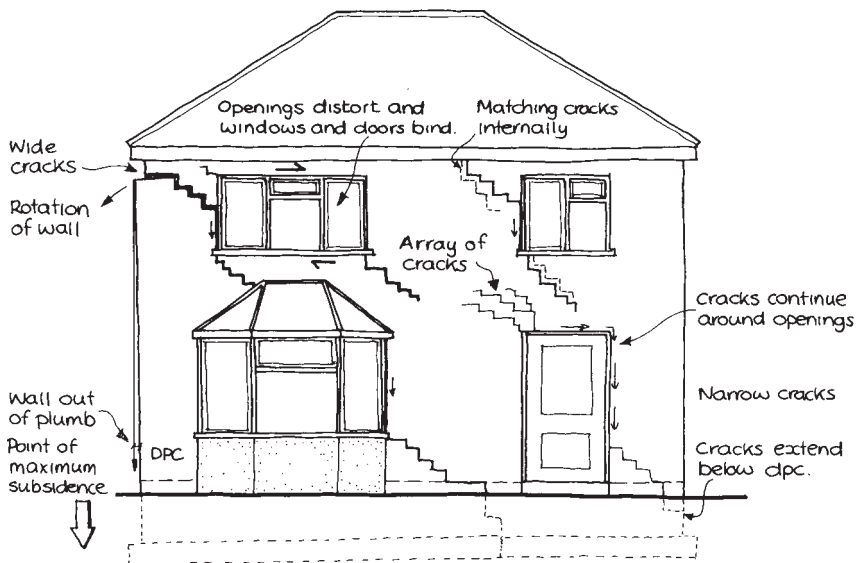 Openings distort and
windows and doors bind.
Matching cracks
internally
Wide
cracks
Rotation
of wall
Array of
cracks
Cracks continue
around openings
Narrow cracks
Wall out
of plumb
DPC
Point of
maximum
subsidence
Cracks extend
below dpc.